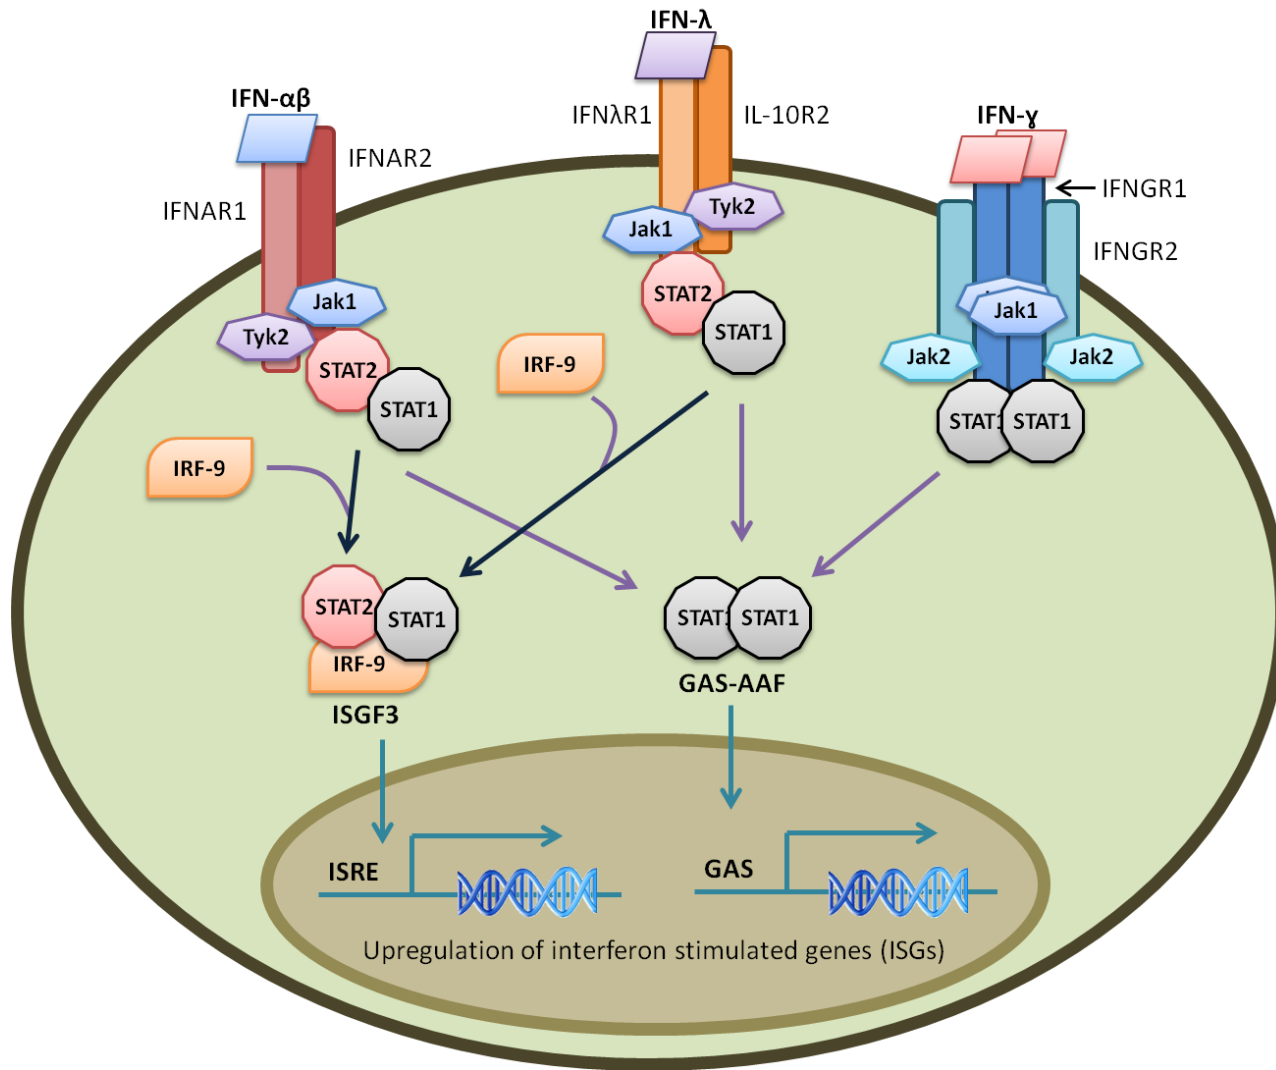 IFN-λ
IFN-αβ
IFNλR1
IL-10R2
IFN-ɣ
IFNAR2
IFNGR1
IFNAR1
Tyk2
Jak1
IFNGR2
STAT2
Jak1
Jak1
Tyk2
STAT1
Jak2
Jak2
IRF-9
STAT2
STAT1
STAT1
STAT1
IRF-9
STAT2
STAT1
STAT1
STAT1
IRF-9
GAS-AAF
ISGF3
ISRE
GAS
Upregulation of interferon stimulated genes (ISGs)